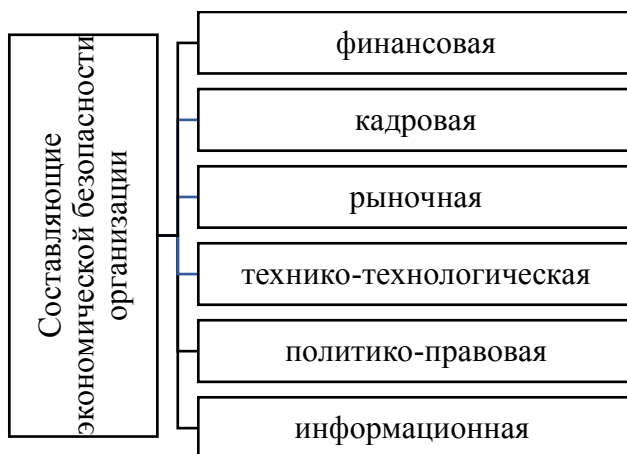 Составляющие
экономической безопасности
организации
финансовая
кадровая
рыночная
технико-технологическая
политико-правовая
информационная